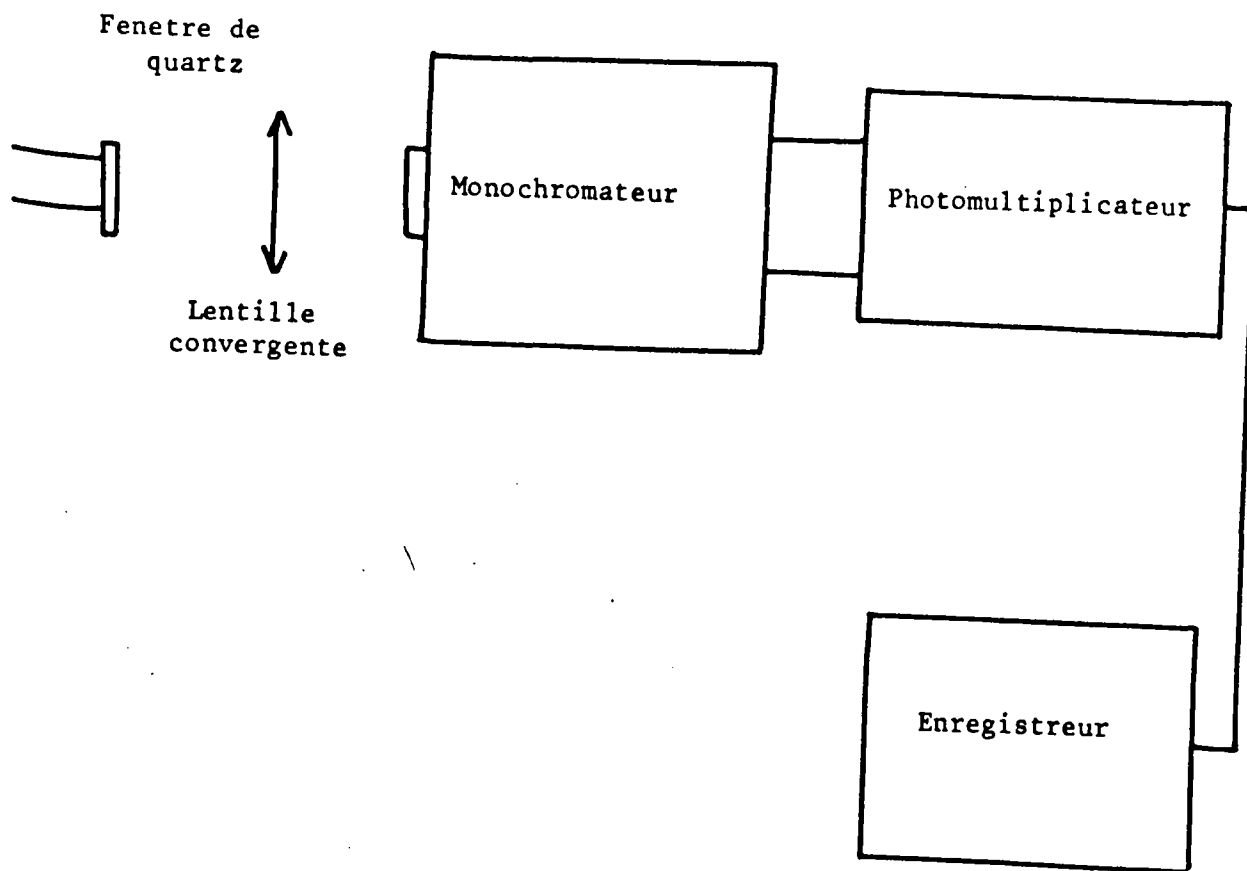 Fenetre de
quartz
Monochromateur
Photomultiplicateur
Lentille
convergente
Enregistreur